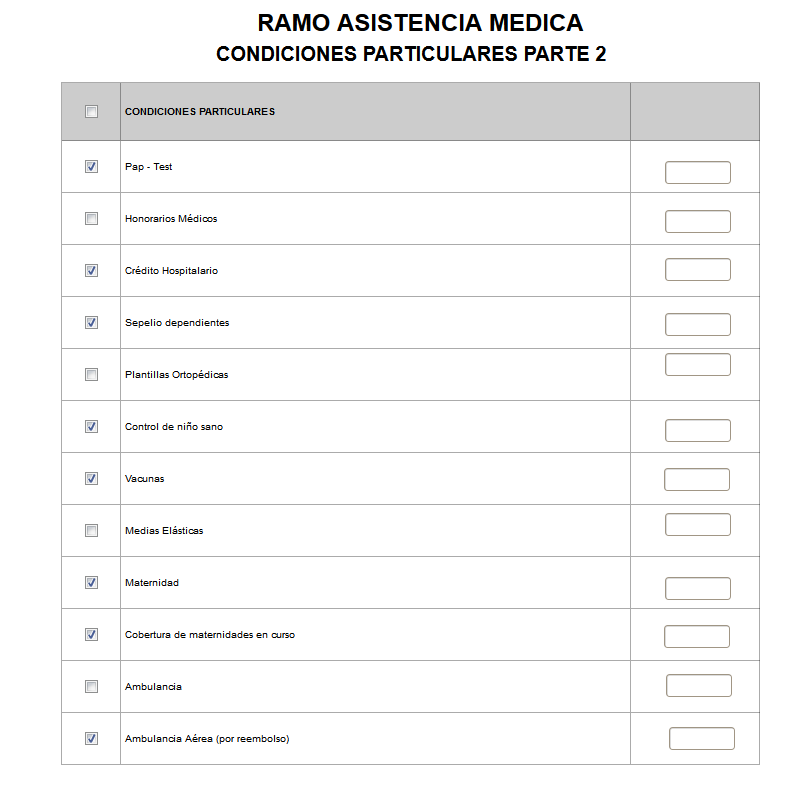 RAMO ASISTENCIA MEDICA
CONDICIONES PARTICULARES PARTE 2
CONDICIONES PARTICULARES
Pap - Test
Honorarios Médicos
Crédito Hospitalario
Sepelio dependientes
Plantillas Ortopédicas
Control de niño sano
Vacunas
Medias Elásticas
Maternidad
Cobertura de maternidades en curso
Ambulancia
Ambulancia Aérea (por reembolso)